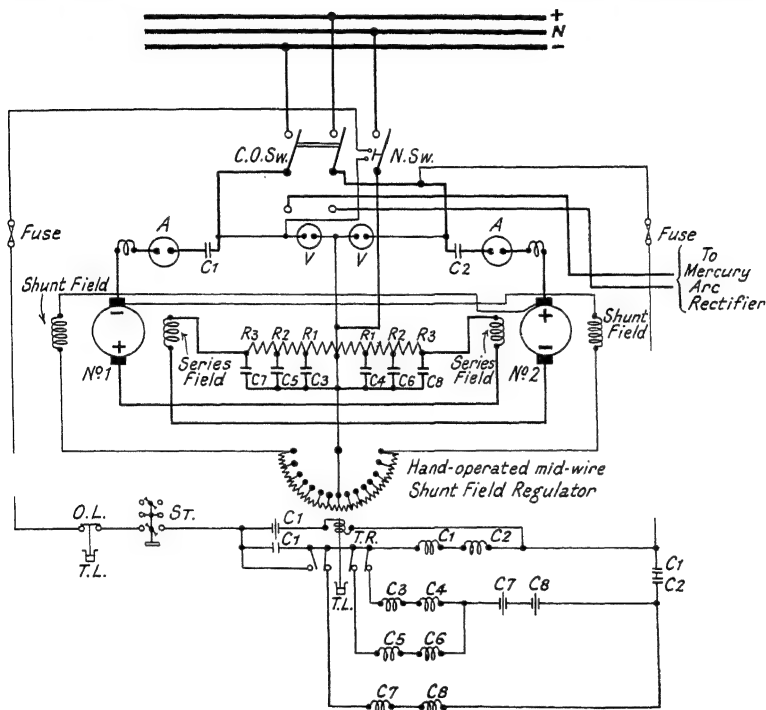 +
N
-
C.O.Sw.
N.Sw.
Fuse
A
C1
V
V
C2
A
Fuse
To
Mercury
Arc
Rectifier
Shunt Field
-
+
Nº1
Series
Field
R3 R2 R1 R1 R2 R3
C7 C5 C3 C4 C6 C8
Series
Field
+
-
Nº2
Shunt
Field
Hand-operated mid-wire
Shunt Field Regulator
O.L.
T.L.
ST.
C1
C1
T.R.
T.L.
C1 C2
C1
C2
C3 C4
C7 C8
C5 C6
C7 C8